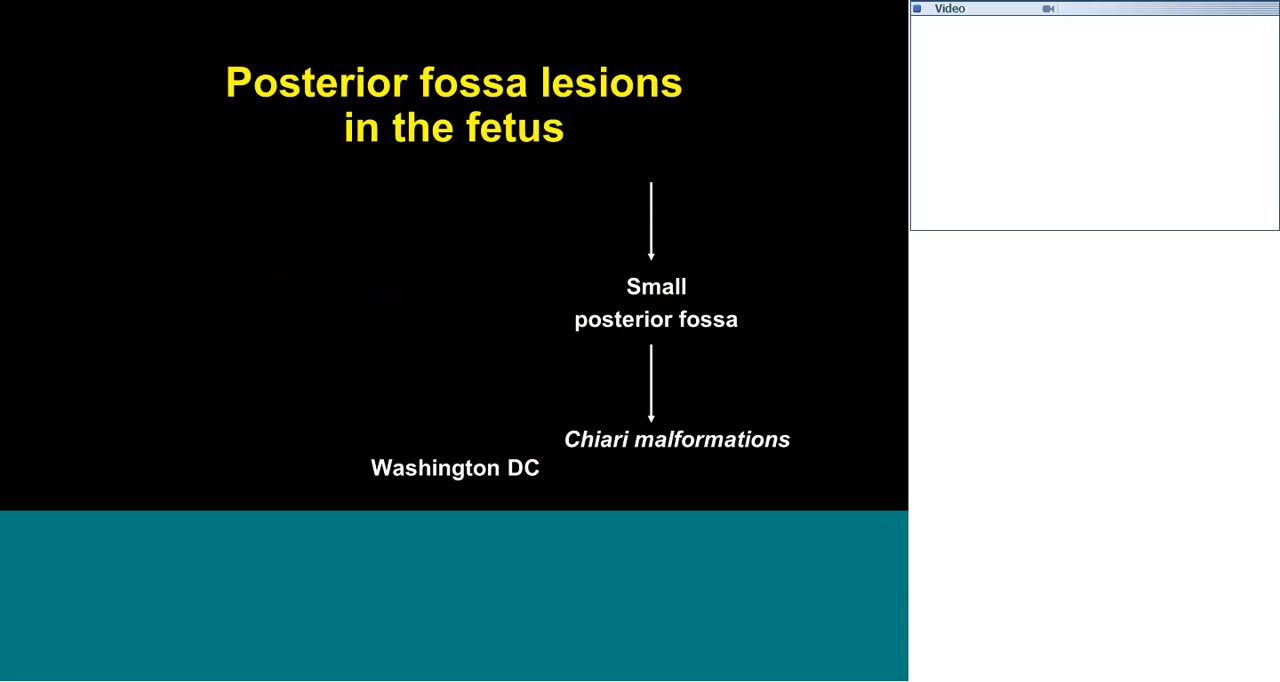 Video
Posterior fossa lesions
in the fetus
Small
posterior fossa
Chiari malformations
Washington DC